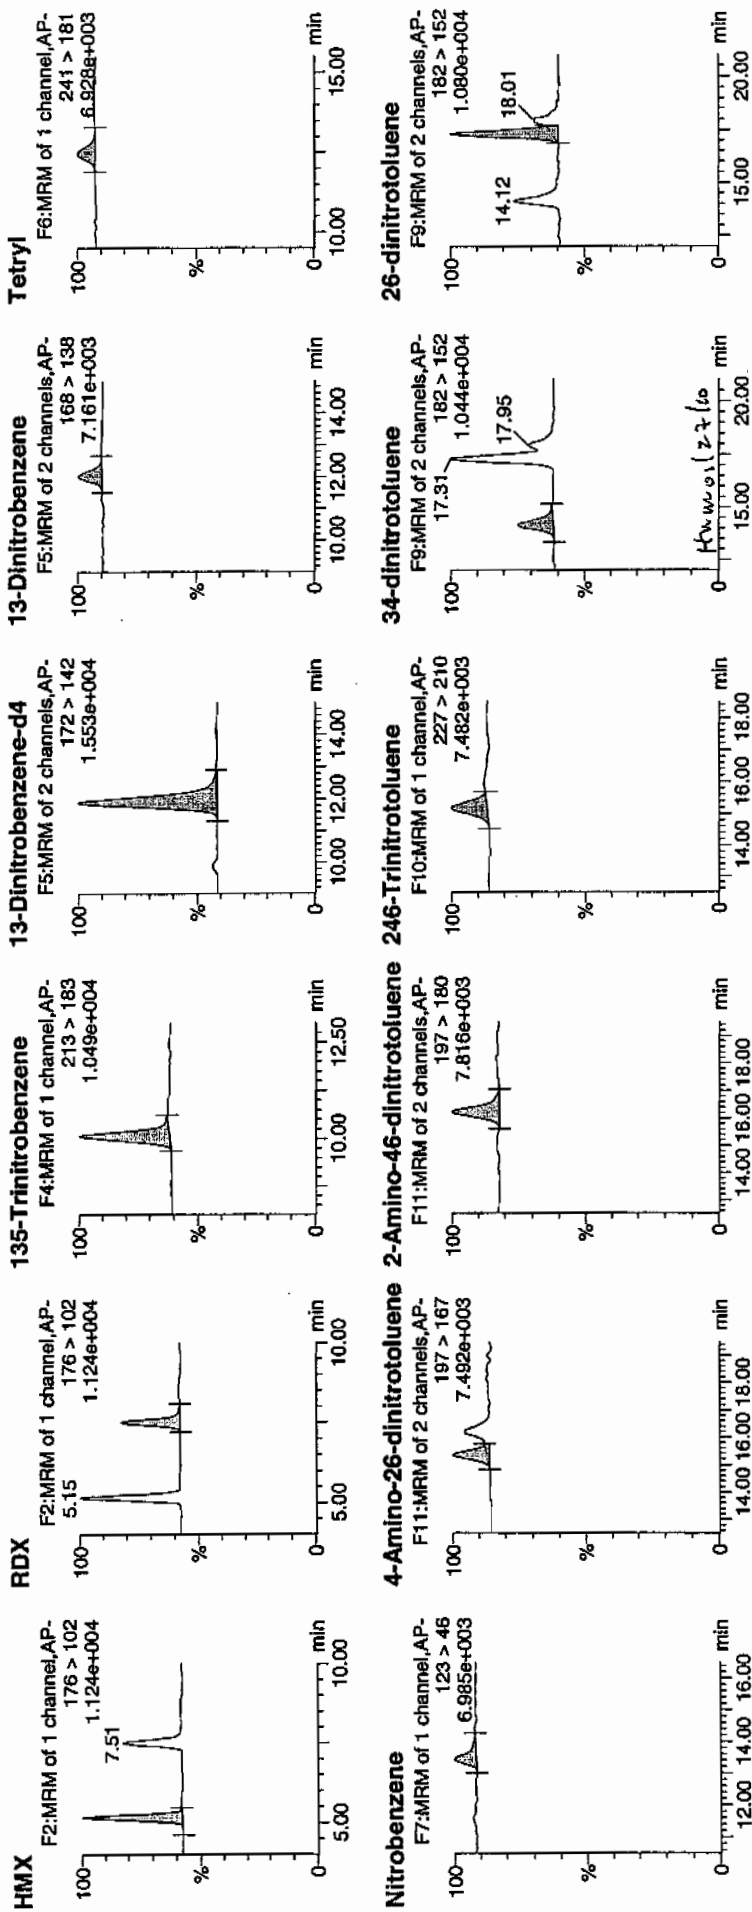 HMX
F2:MRM of 1 channel,AP-
176 > 102
1.124e+004
100
7.51
%
0
5.00
10.00
min
RDX
F2:MRM of 1 channel,AP-
176 > 102
1.124e+004
100
5.15
%
0
5.00
10.00
min
135-Trinitrobenzene
F4:MRM of 1 channel,AP-
213 > 183
1.049e+004
100
%
0
10.00
12.50
min
13-Dinitrobenzene-d4
F5:MRM of 2 channels,AP-
172 > 142
1.553e+004
100
%
0
10.00
12.00
14.00
min
13-Dinitrobenzene
F5:MRM of 2 channels,AP-
168 > 138
7.161e+003
100
%
0
10.00
12.00
14.00
min
Tetryl
F6:MRM of 1 channel,AP-
241 > 181
6.928e+003
100
%
0
10.00
15.00
min
Nitrobenzene
F7:MRM of 1 channel,AP-
123 > 46
6.985e+003
100
%
0
12.00
14.00
16.00
min
4-Amino-26-dinitrotoluene
F11:MRM of 2 channels,AP-
197 > 167
7.492e+003
100
%
0
14.00
16.00
18.00
min
2-Amino-46-dinitrotoluene
F11:MRM of 2 channels,AP-
197 > 180
7.816e+003
100
%
0
14.00
16.00
18.00
min
246-Trinitrotoluene
F10:MRM of 1 channel,AP-
227 > 210
7.482e+003
100
%
0
14.00
16.00
18.00
min
34-dinitrotoluene
F9:MRM of 2 channels,AP-
182 > 152
1.044e+004
100
17.31
17.95
%
0
15.00
20.00
min
26-dinitrotoluene
F9:MRM of 2 channels,AP-
182 > 152
1.080e+004
100
14.12
18.01
%
0
15.00
20.00
min